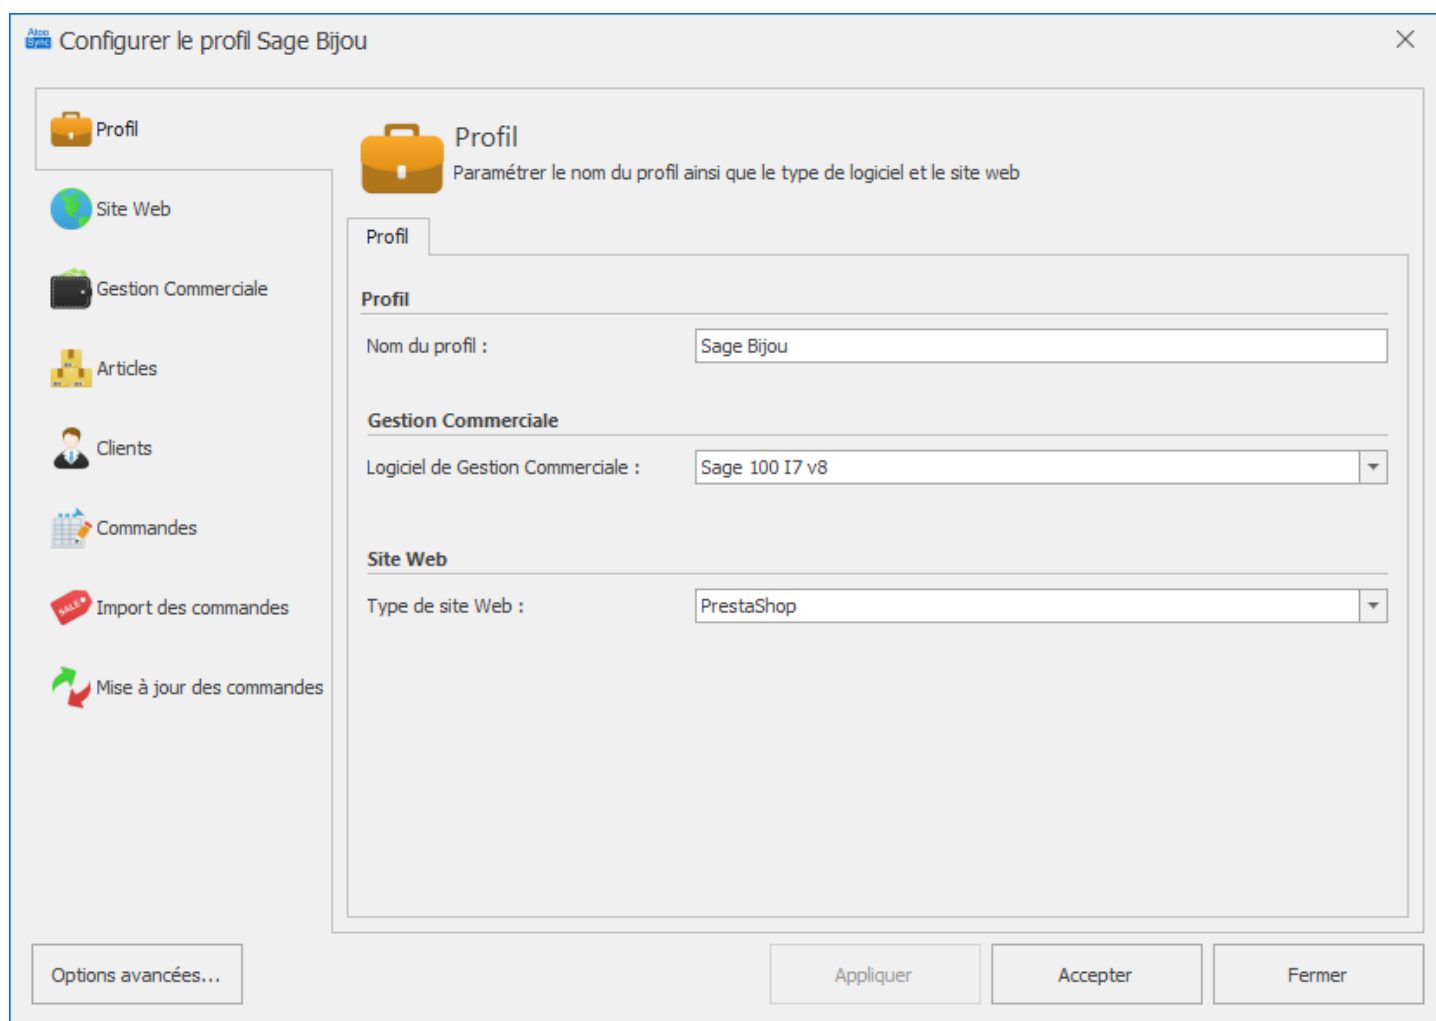 Configurer le profil Sage Bijou
Profil
Site Web
Gestion Commerciale
Articles
Clients
Commandes
SALE
Import des commandes
Mise à jour des commandes
Profil
Paramétrer le nom du profil ainsi que le type de logiciel et le site web
Profil
Profil
Nom du profil : Sage Bijou
Gestion Commerciale
Logiciel de Gestion Commerciale : Sage 100 I7 v8
Site Web
Type de site Web : PrestaShop
Options avancées...
Appliquer
Accepter
Fermer